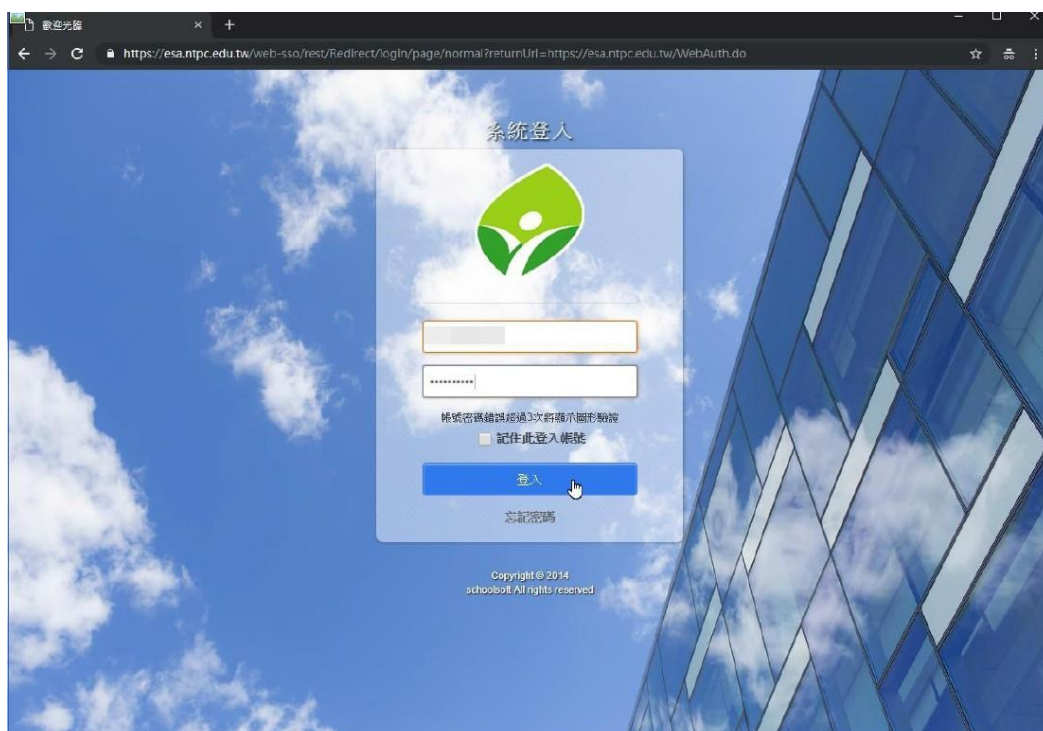 歡迎光臨
https://esa.ntpc.edu.tw/web-sso/rest/Redirect/login/page/normal?returnUrl=https://esa.ntpc.edu.tw/WebAuth.do
系統登入
帳號密碼錯誤超過3次將顯示圖形驗證
記住此登入帳號
登入
忘記密碼
Copyright © 2014
schoolsoft All rights reserved